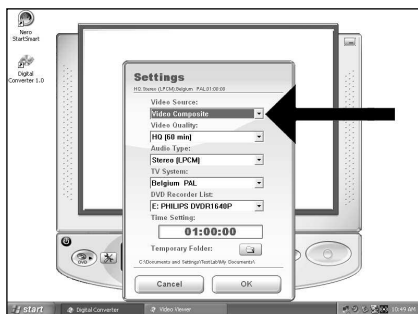 Nero
StartSmart
Digital
Converter 1.0
Settings
HQ Stereo (LPCM) Belgium PAL 01:00:00
Video Source:
Video Composite
Video Quality:
HQ (60 min)
Audio Type:
Stereo (LPCM)
TV System:
Belgium PAL
DVD Recorder List:
E: PHILIPS DVDR1640P
Time Setting:
01:00:00
Temporary Folder:
C:\Documents and Settings\TestLab\My Documents\
Cancel
OK
DVD
start
Digital Converter
Video Viewer
10:49 AM